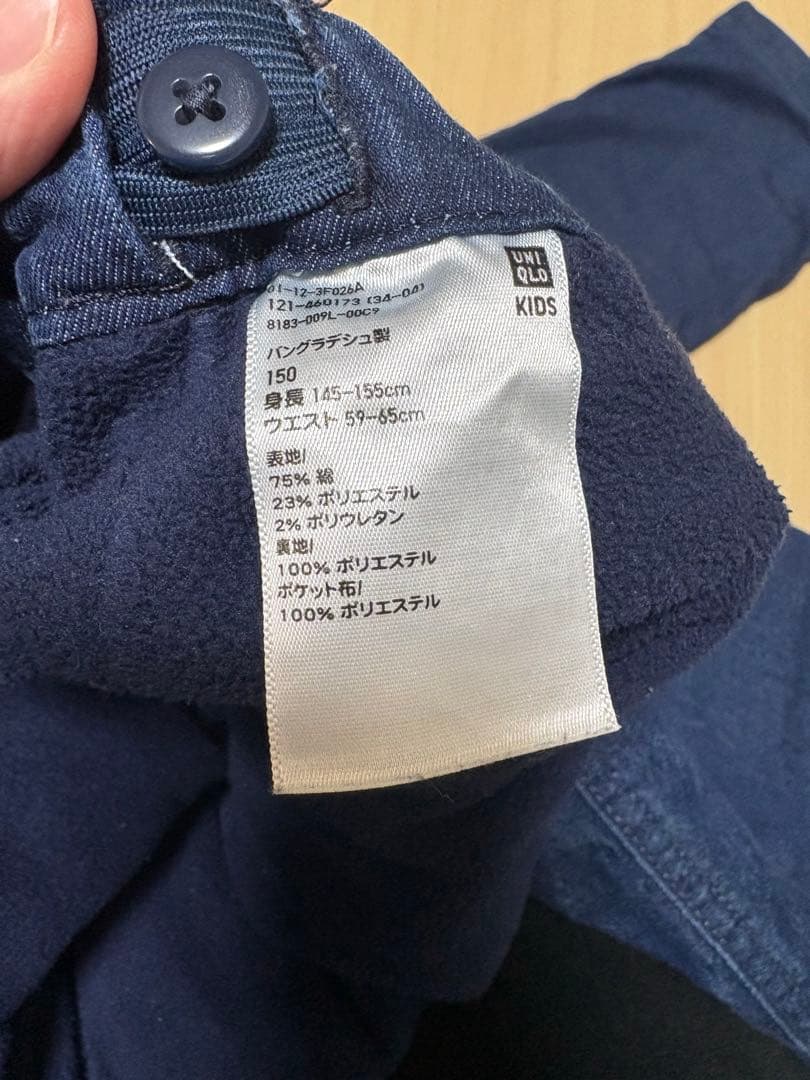 UNI
QLO
KIDS
01-12-3F026A
121-460173 (34-04)
8183-009L-00C9
バングラデシュ製
150
身長 145-155cm
ウエスト 59-65cm
表地/
75% 綿
23% ポリエステル
2% ポリウレタン
裏地/
100% ポリエステル
ポケット布/
100% ポリエステル